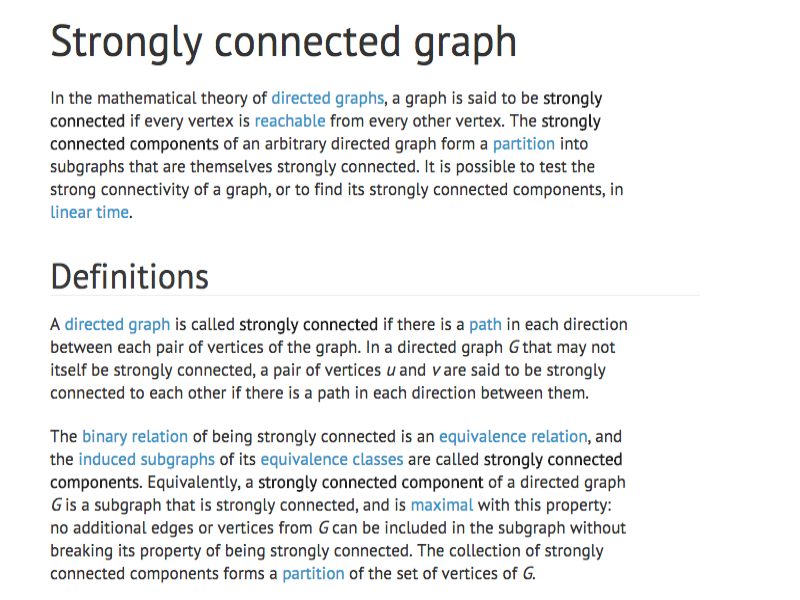 Strongly connected graph
In the mathematical theory of directed graphs, a graph is said to be strongly
connected if every vertex is reachable from every other vertex. The strongly
connected components of an arbitrary directed graph form a partition into
subgraphs that are themselves strongly connected. It is possible to test the
strong connectivity of a graph, or to find its strongly connected components, in
linear time.
Definitions
A directed graph is called strongly connected if there is a path in each direction
between each pair of vertices of the graph. In a directed graph G that may not
itself be strongly connected, a pair of vertices u and v are said to be strongly
connected to each other if there is a path in each direction between them.
The binary relation of being strongly connected is an equivalence relation, and
the induced subgraphs of its equivalence classes are called strongly connected
components. Equivalently, a strongly connected component of a directed graph
G is a subgraph that is strongly connected, and is maximal with this property:
no additional edges or vertices from G can be included in the subgraph without
breaking its property of being strongly connected. The collection of strongly
connected components forms a partition of the set of vertices of G.